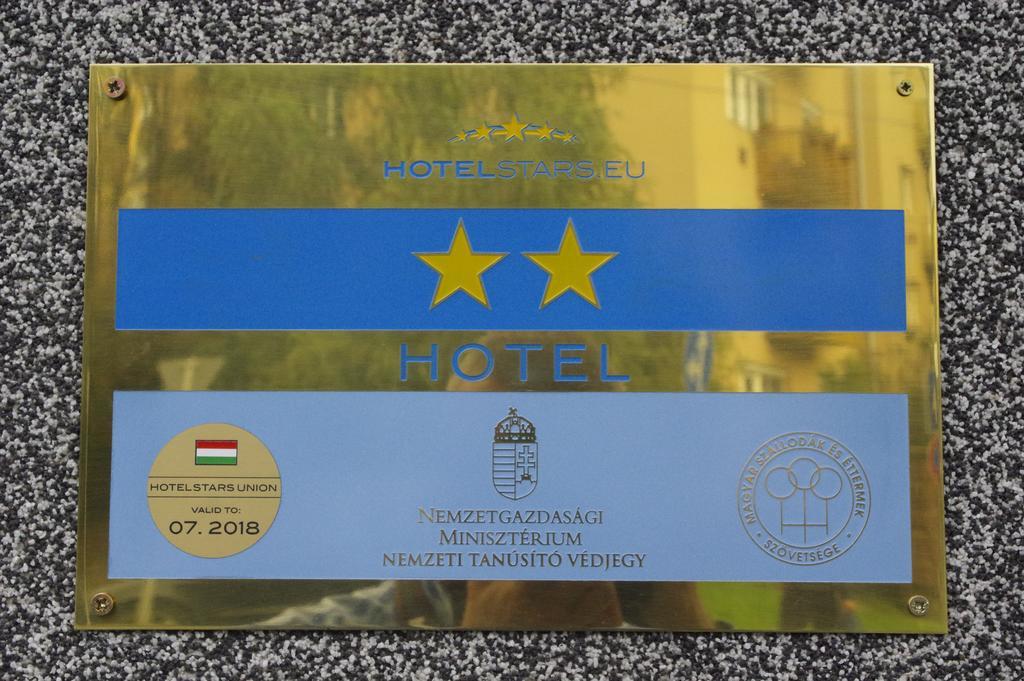 HOTELSTARS.EU
HOTEL
HOTELSTARS UNION
VALID TO:
07. 2018
NEMZETGAZDASÁGI
MINISZTÉRIUM
NEMZETI TANÚSÍTÓ VÉDJEGY
MAGYAR SZÁLLODÁK ÉS ÉTTERMEK
• SZÖVETSÉGE •